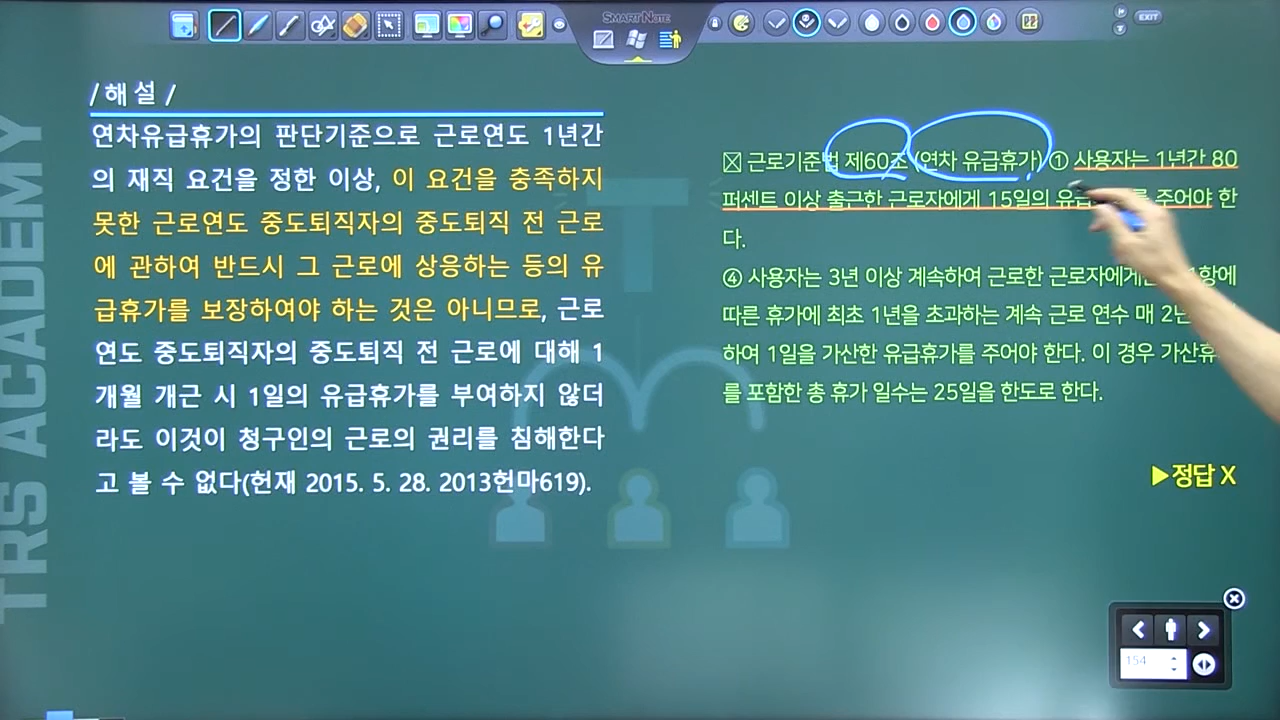 SMART NOTE
EXIT
/ 해 설 /
연차유급휴가의 판단기준으로 근로연도 1년간
의 재직 요건을 정한 이상, 이 요건을 충족하지
못한 근로연도 중도퇴직자의 중도퇴직 전 근로
에 관하여 반드시 그 근로에 상응하는 등의 유
급휴가를 보장하여야 하는 것은 아니므로, 근로
연도 중도퇴직자의 중도퇴직 전 근로에 대해 1
개월 개근 시 1일의 유급휴가를 부여하지 않더
라도 이것이 청구인의 근로의 권리를 침해한다
고 볼 수 없다(헌재 2015. 5. 28. 2013헌마619).
근로기준법 제60조 (연차 유급휴가) ① 사용자는 1년간 80
퍼센트 이상 출근한 근로자에게 15일의 주어야 한
다.
④ 사용자는 3년 이상 계속하여 근로한 근로자에게
따른 휴가에 최초 1년을 초과하는 계속 근로 연수 매
하여 1일을 가산한 유급휴가를 주어야 한다. 이 경우
를 포함한 총 휴가 일수는 25일을 한도로 한다.
▶정답 X
TRS ACADEMY
154